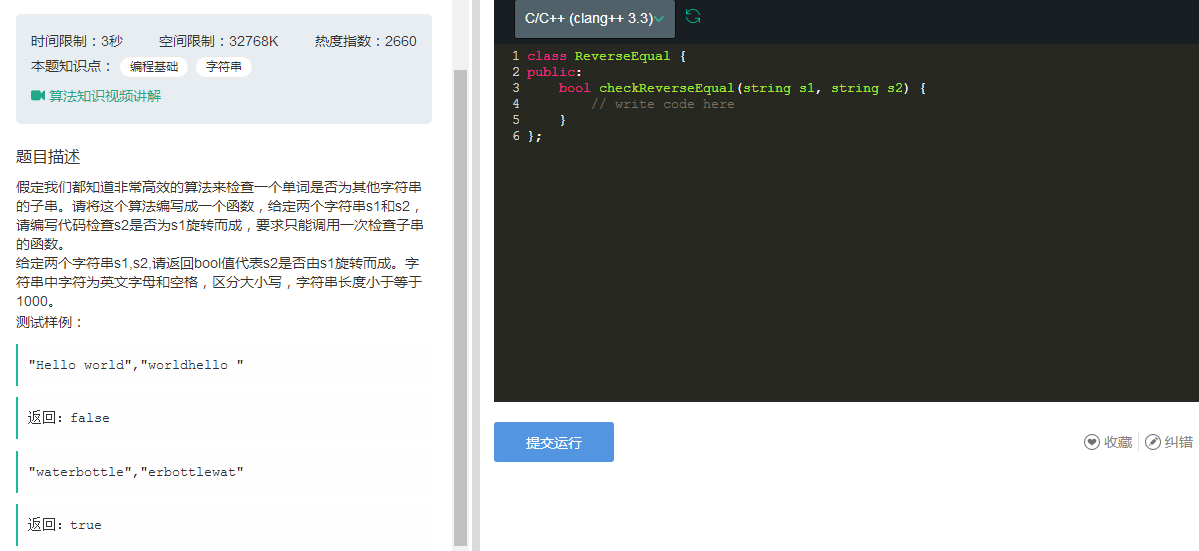 时间限制：3秒 空间限制：32768K 热度指数：2660
本题知识点： 编程基础 字符串
算法知识视频讲解
题目描述
假定我们都知道非常高效的算法来检查一个单词是否为其他字符串
的子串。请将这个算法编写成一个函数，给定两个字符串s1和s2，
请编写代码检查s2是否为s1旋转而成，要求只能调用一次检查子串
的函数。
给定两个字符串s1,s2,请返回bool值代表s2是否由s1旋转而成。字
符串中字符为英文字母和空格，区分大小写，字符串长度小于等于
1000。
测试样例：
"Hello world","worldhello "
返回：false
"waterbottle","erbottlewat"
返回：true
C/C++ (clang++ 3.3)
1 class ReverseEqual {
2 public:
3     bool checkReverseEqual(string s1, string s2) {
4         // write code here
5     }
6 };
提交运行
收藏 纠错